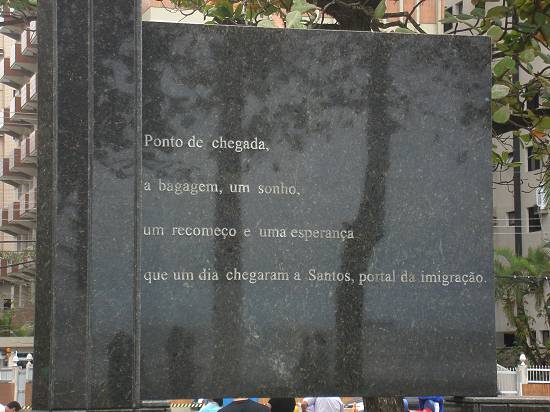 Ponto de chegada,
a bagagem, um sonho,
um recomeço e uma esperança
que um dia chegaram a Santos, portal da imigração.